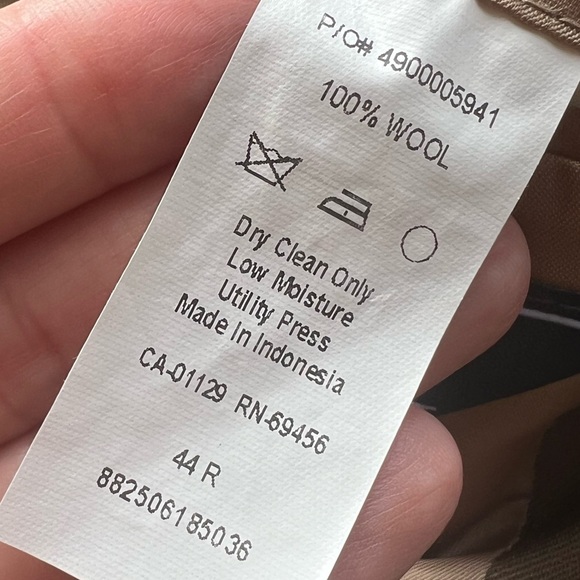 P/O# 4900005941
100% WOOL
Dry Clean Only
Low Moisture
Utility Press
Made in Indonesia
CA-01129 RN-69456
44 R
882506185036